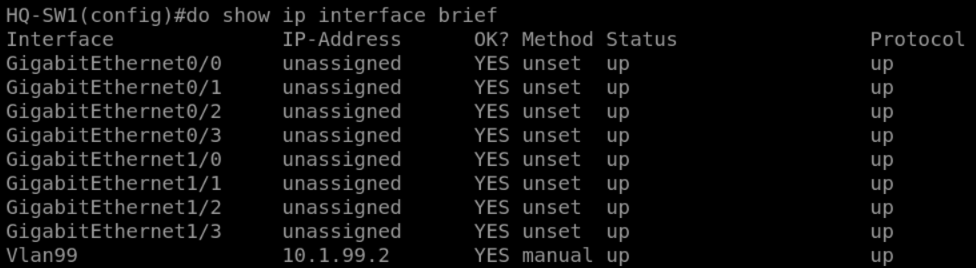 HQ-SW1(config)#do show ip interface brief
Interface              IP-Address      OK? Method Status                Protocol
GigabitEthernet0/0     unassigned      YES unset  up                    up
GigabitEthernet0/1     unassigned      YES unset  up                    up
GigabitEthernet0/2     unassigned      YES unset  up                    up
GigabitEthernet0/3     unassigned      YES unset  up                    up
GigabitEthernet1/0     unassigned      YES unset  up                    up
GigabitEthernet1/1     unassigned      YES unset  up                    up
GigabitEthernet1/2     unassigned      YES unset  up                    up
GigabitEthernet1/3     unassigned      YES unset  up                    up
Vlan99                 10.1.99.2       YES manual up                    up